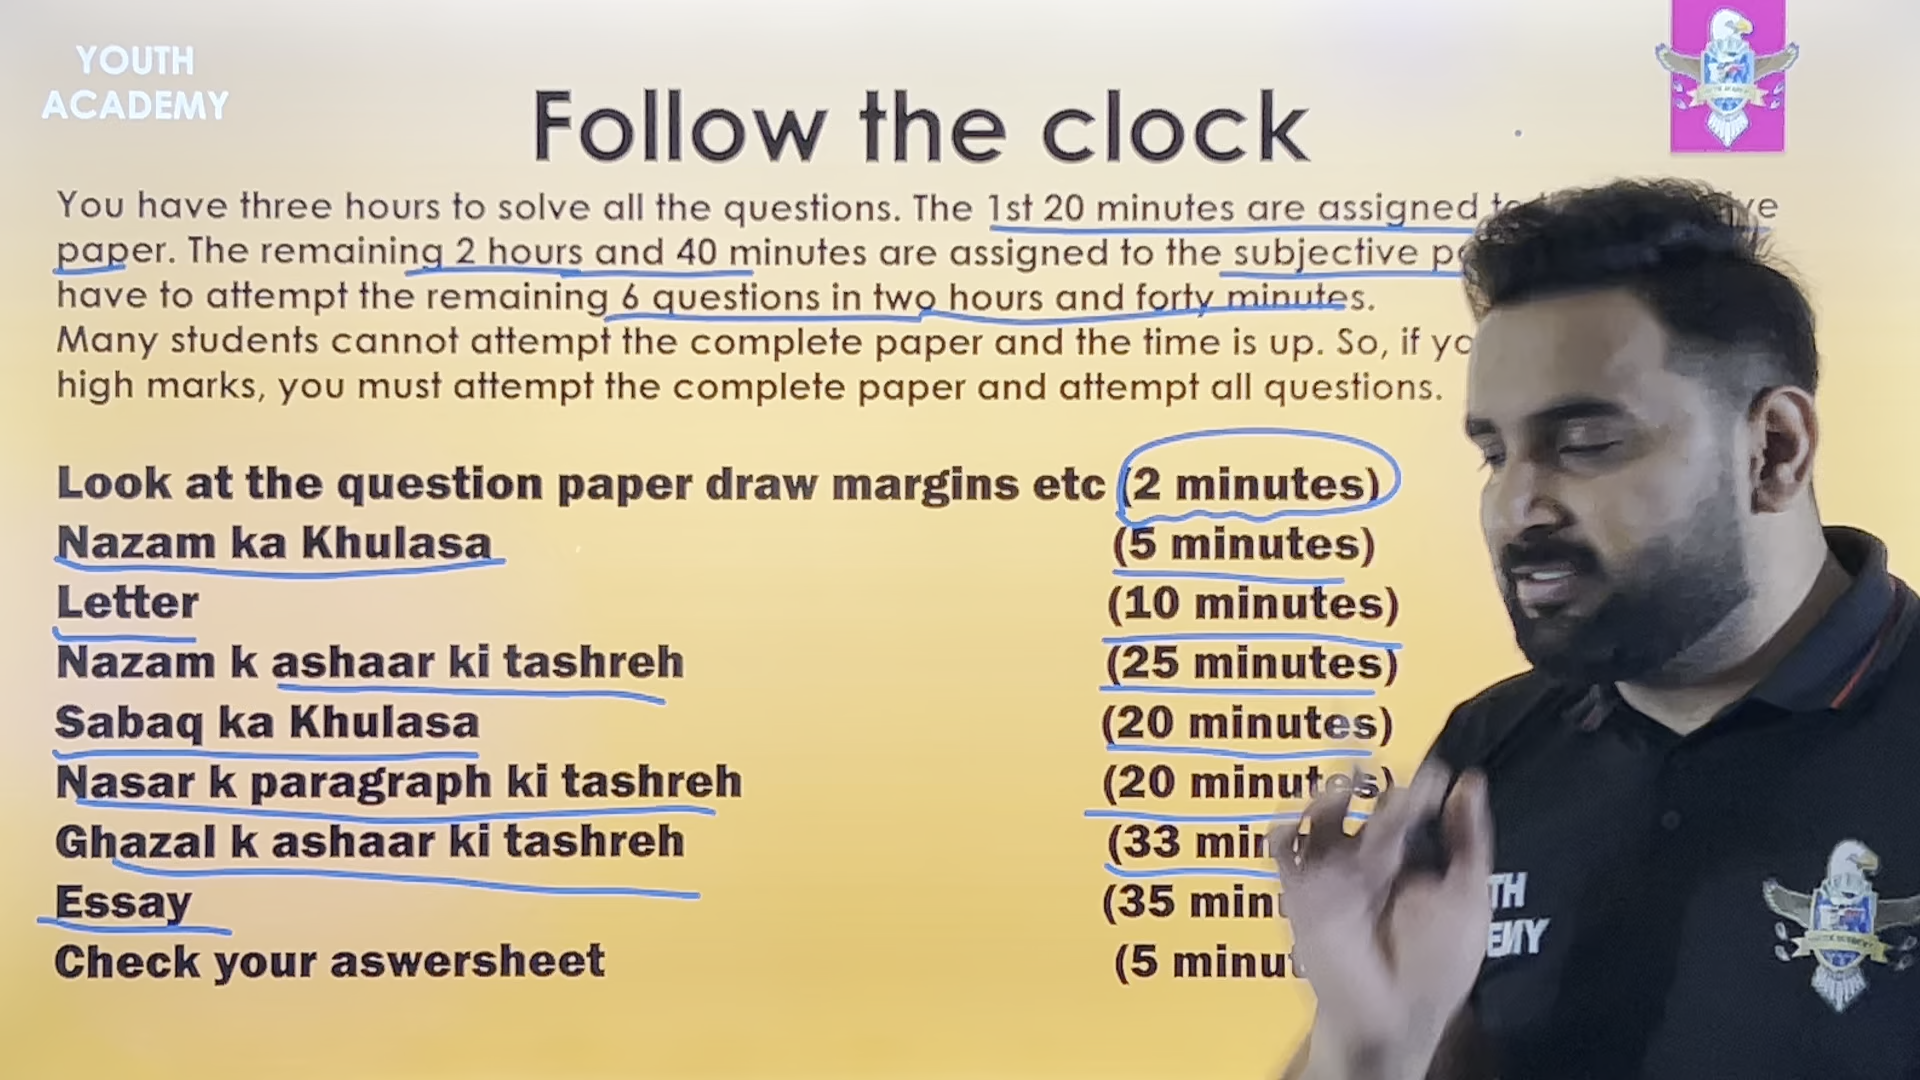 YOUTH
ACADEMY
Follow the clock
You have three hours to solve all the questions. The 1st 20 minutes are assigned
paper. The remaining 2 hours and 40 minutes are assigned to the subjective
have to attempt the remaining 6 questions in two hours and forty minutes.
Many students cannot attempt the complete paper and the time is up. So, if
high marks, you must attempt the complete paper and attempt all questions.
Look at the question paper draw margins etc (2 minutes)
Nazam ka Khulasa (5 minutes)
Letter (10 minutes)
Nazam k ashaar ki tashreh (25 minutes)
Sabaq ka Khulasa (20 minutes)
Nasar k paragraph ki tashreh (20 minutes)
Ghazal k ashaar ki tashreh (33
Essay (35
Check your aswersheet (5